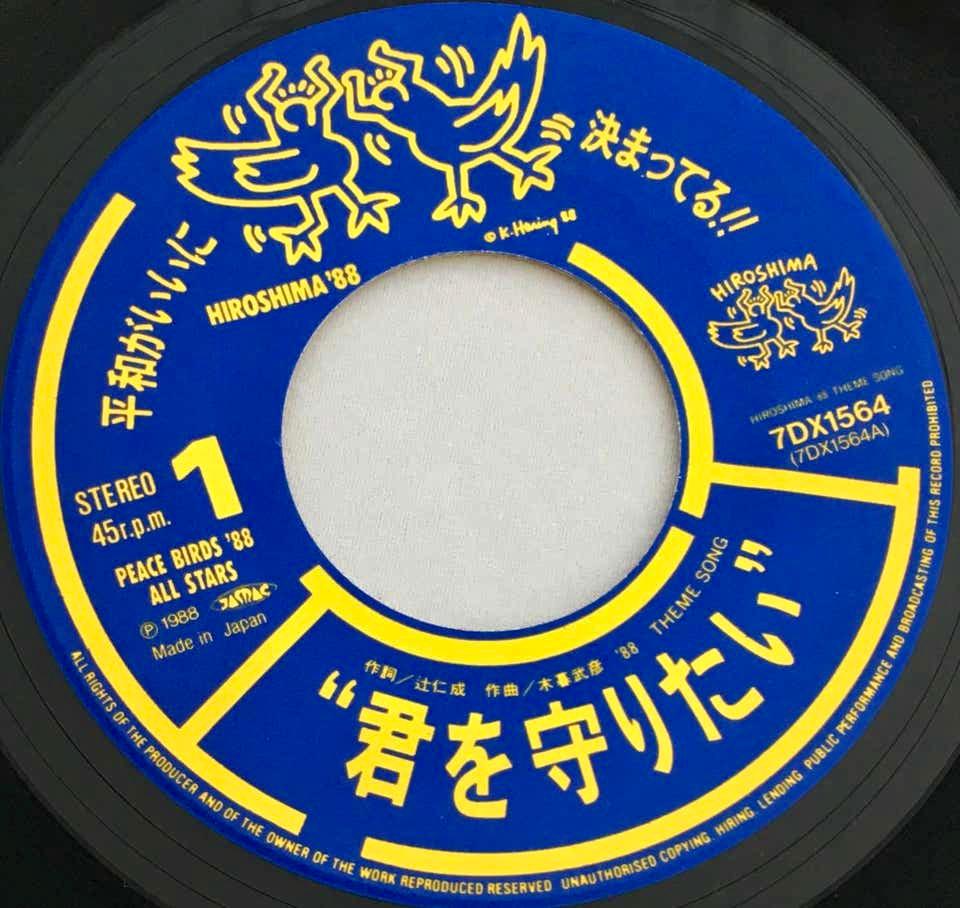 平和がいいに
決まってる!!
© K. Haring 88
HIROSHIMA '88
HIROSHIMA
HIROSHIMA 88 THEME SONG
7DX1564
(7DX1564A)
STEREO
45r.p.m.
1
PEACE BIRDS '88
ALL STARS
Ⓟ 1988 JASRAC
Made in Japan
'88 THEME SONG
作詞/辻仁成 作曲/木暮武彦
“君を守りたい”
ALL RIGHTS OF THE PRODUCER AND OF THE OWNER OF THE WORK REPRODUCED RESERVED UNAUTHORISED COPYING, HIRING, LENDING PUBLIC PERFORMANCE AND BROADCASTING OF THIS RECORD PROHIBITED